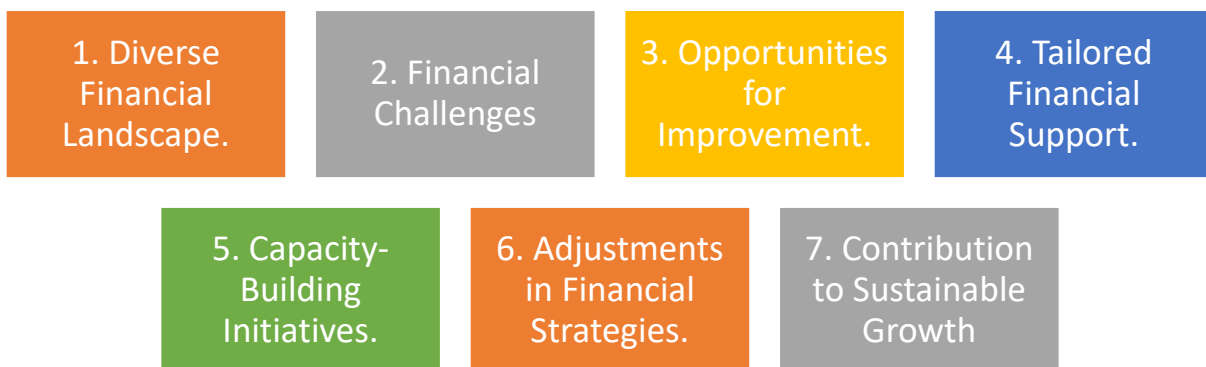 1. Diverse
Financial
Landscape.
2. Financial
Challenges
3. Opportunities
for
Improvement.
4. Tailored
Financial
Support.
5. Capacity-
Building
Initiatives.
6. Adjustments
in Financial
Strategies.
7. Contribution
to Sustainable
Growth